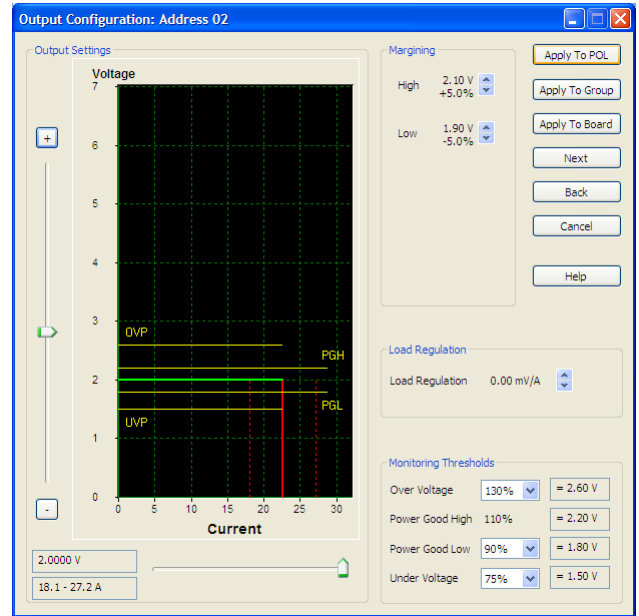 Output Configuration: Address 02
Output Settings
Voltage
7
6
5
4
3
2
1
0
OVP
PGH
PGL
UVP
0 5 10 15 20 25 30
Current
+
-
2.0000 V
18.1 - 27.2 A
Margining
High 2.10 V
+5.0%
Low 1.90 V
-5.0%
Apply To POL
Apply To Group
Apply To Board
Next
Back
Cancel
Help
Load Regulation
Load Regulation 0.00 mV/A
Monitoring Thresholds
Over Voltage 130% = 2.60 V
Power Good High 110% = 2.20 V
Power Good Low 90% = 1.80 V
Under Voltage 75% = 1.50 V